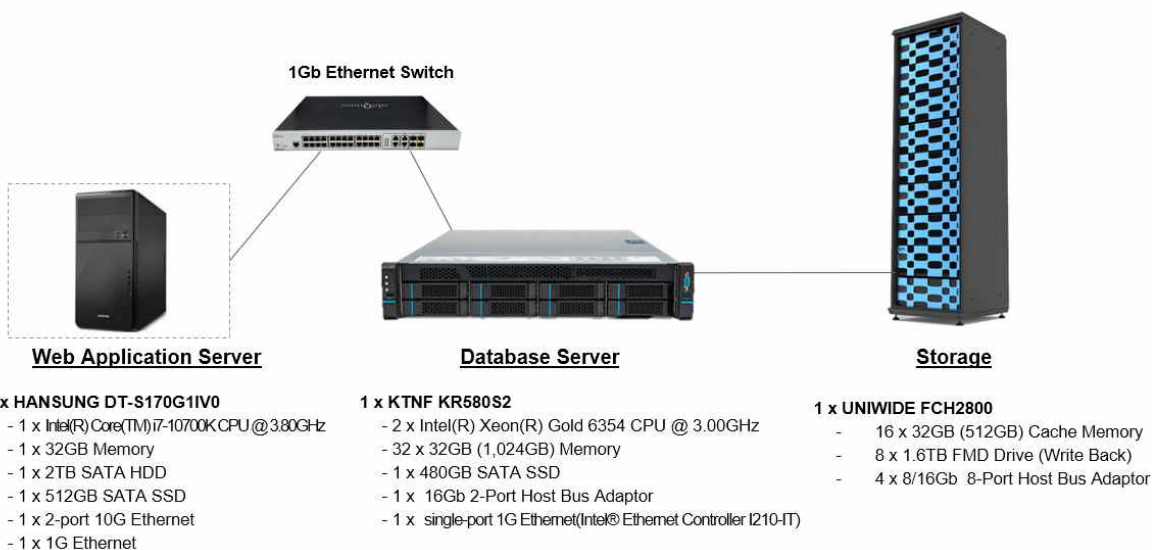 1Gb Ethernet Switch
Web Application Server
Database Server
Storage
x HANSUNG DT-S170G1IV0
- 1 x Intel(R) Core(TM) i7-10700K CPU @ 3.80GHz
- 1 x 32GB Memory
- 1 x 2TB SATA HDD
- 1 x 512GB SATA SSD
- 1 x 2-port 10G Ethernet
- 1 x 1G Ethernet
1 x KTNF KR580S2
- 2 x Intel(R) Xeon(R) Gold 6354 CPU @ 3.00GHz
- 32 x 32GB (1,024GB) Memory
- 1 x 480GB SATA SSD
- 1 x 16Gb 2-Port Host Bus Adaptor
- 1 x single-port 1G Ethernet(Intel® Ethernet Controller I210-IT)
1 x UNIWIDE FCH2800
- 16 x 32GB (512GB) Cache Memory
- 8 x 1.6TB FMD Drive (Write Back)
- 4 x 8/16Gb 8-Port Host Bus Adaptor